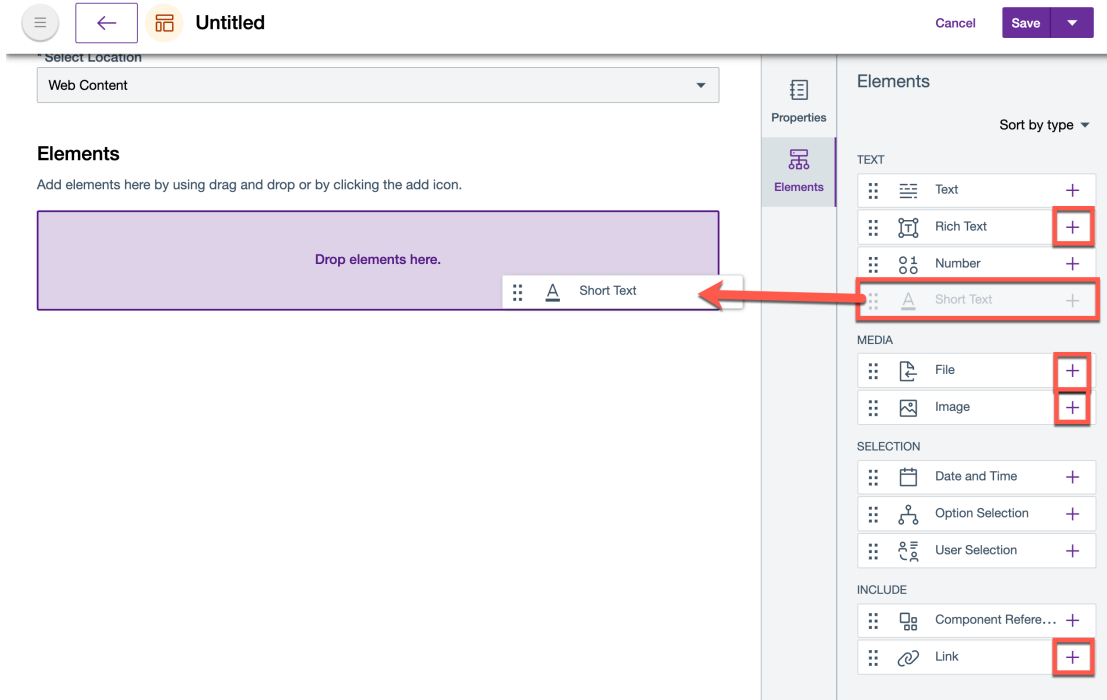 Untitled
Cancel
Save
* Select Location
Web Content
Elements
Add elements here by using drag and drop or by clicking the add icon.
Drop elements here.
Short Text
Properties
Elements
Elements
Sort by type
TEXT
Text
Rich Text
Number
Short Text
MEDIA
File
Image
SELECTION
Date and Time
Option Selection
User Selection
INCLUDE
Component Refere...
Link